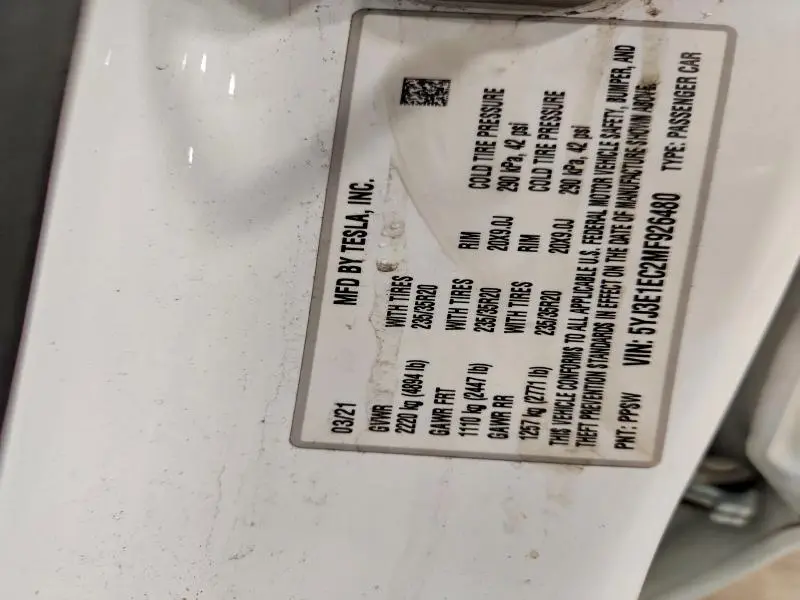 MFD BY TESLA, INC.
03/21
GVWR WITH TIRES
2220 kg (4894 lb) 235/35R20
GAWR FRT WITH TIRES RIM COLD TIRE PRESSURE
1110 kg (2447 lb) 235/35R20 20X9.0J 290 kPa, 42 psi
GAWR RR WITH TIRES RIM COLD TIRE PRESSURE
1257 kg (2771 lb) 235/35R20 20X9.0J 290 kPa, 42 psi
THIS VEHICLE CONFORMS TO ALL APPLICABLE U.S. FEDERAL MOTOR VEHICLE SAFETY, BUMPER, AND
THEFT PREVENTION STANDARDS IN EFFECT ON THE DATE OF MANUFACTURE SHOWN ABOVE.
PNT: PPSW VIN: 5YJ3E1EC2MF926480 TYPE: PASSENGER CAR